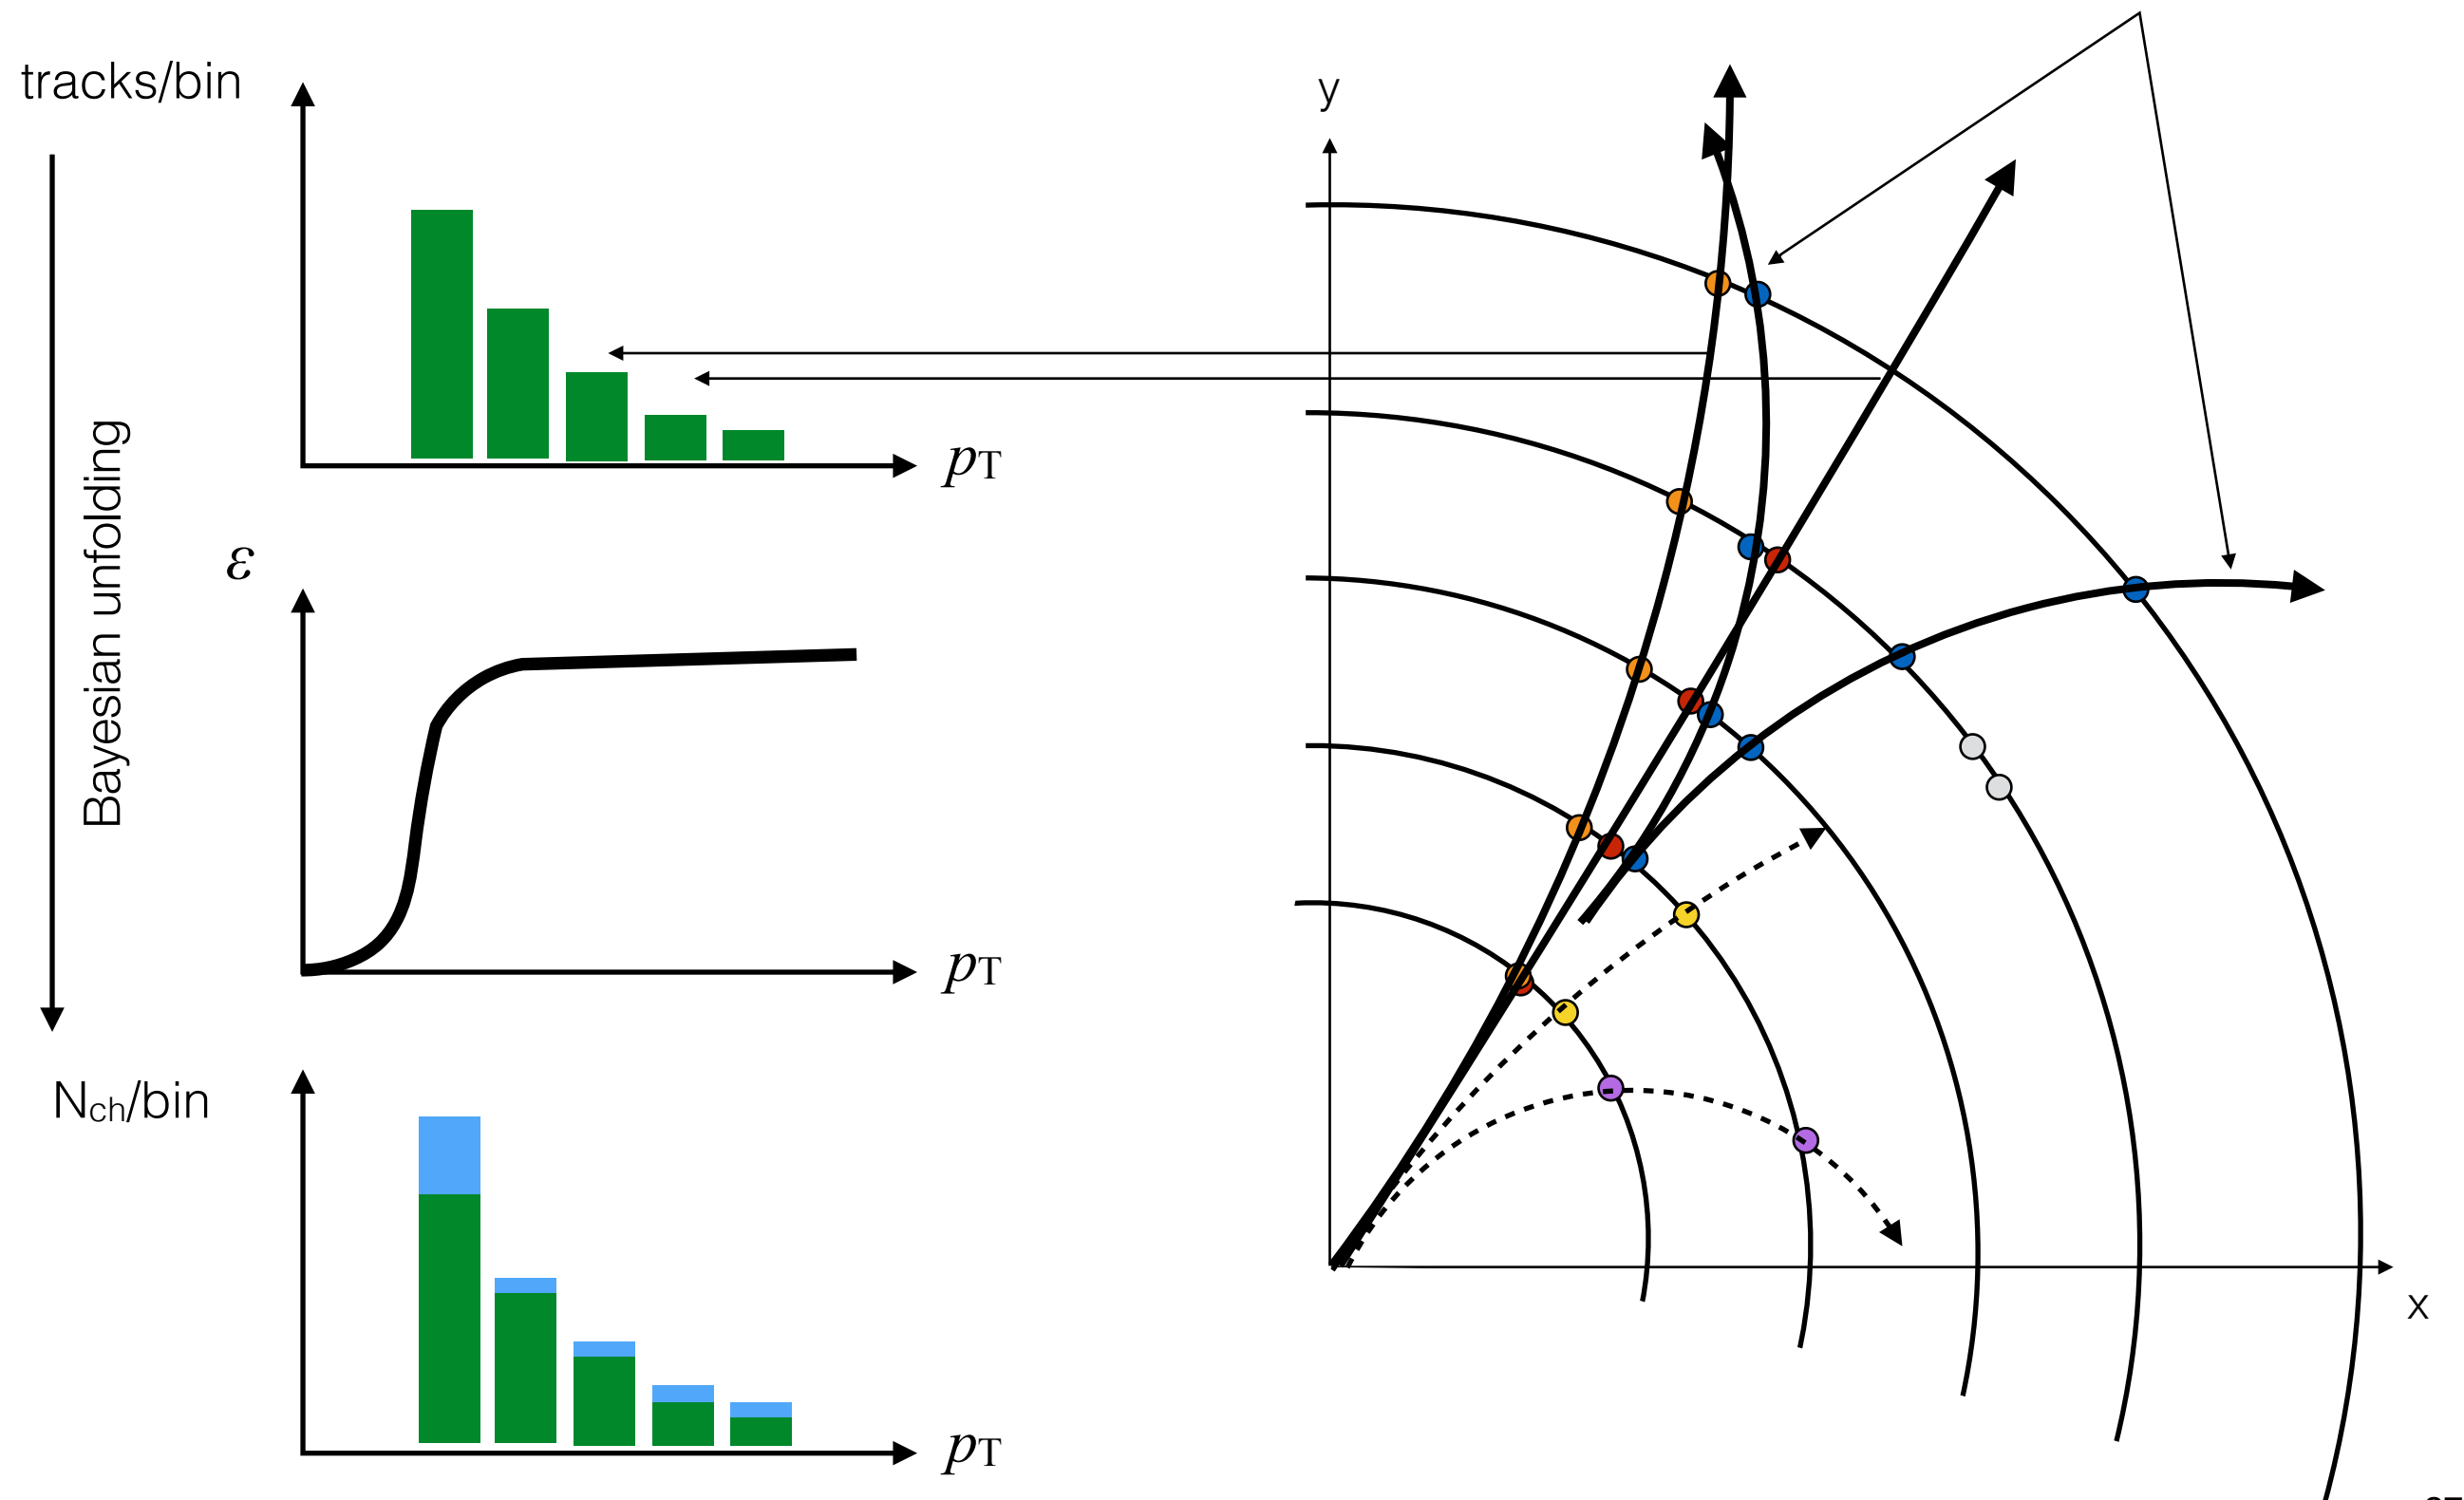 tracks/bin
y
pT
Bayesian unfolding
ε
pT
Nch/bin
x
pT